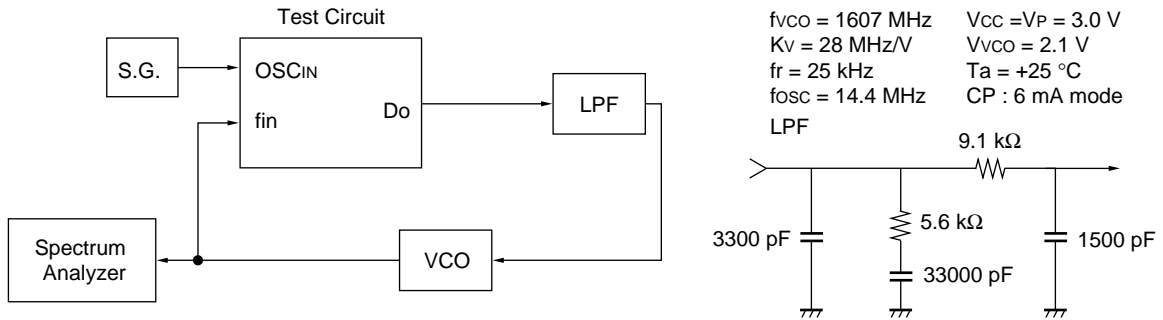 Test Circuit
S.G.
OSCIN
fin
Do
LPF
VCO
Spectrum
Analyzer
fVCO = 1607 MHz
KV = 28 MHz/V
fr = 25 kHz
fOSC = 14.4 MHz
LPF
VCC =VP = 3.0 V
VVCO = 2.1 V
Ta = +25 °C
CP : 6 mA mode
9.1 kΩ
3300 pF
5.6 kΩ
33000 pF
1500 pF